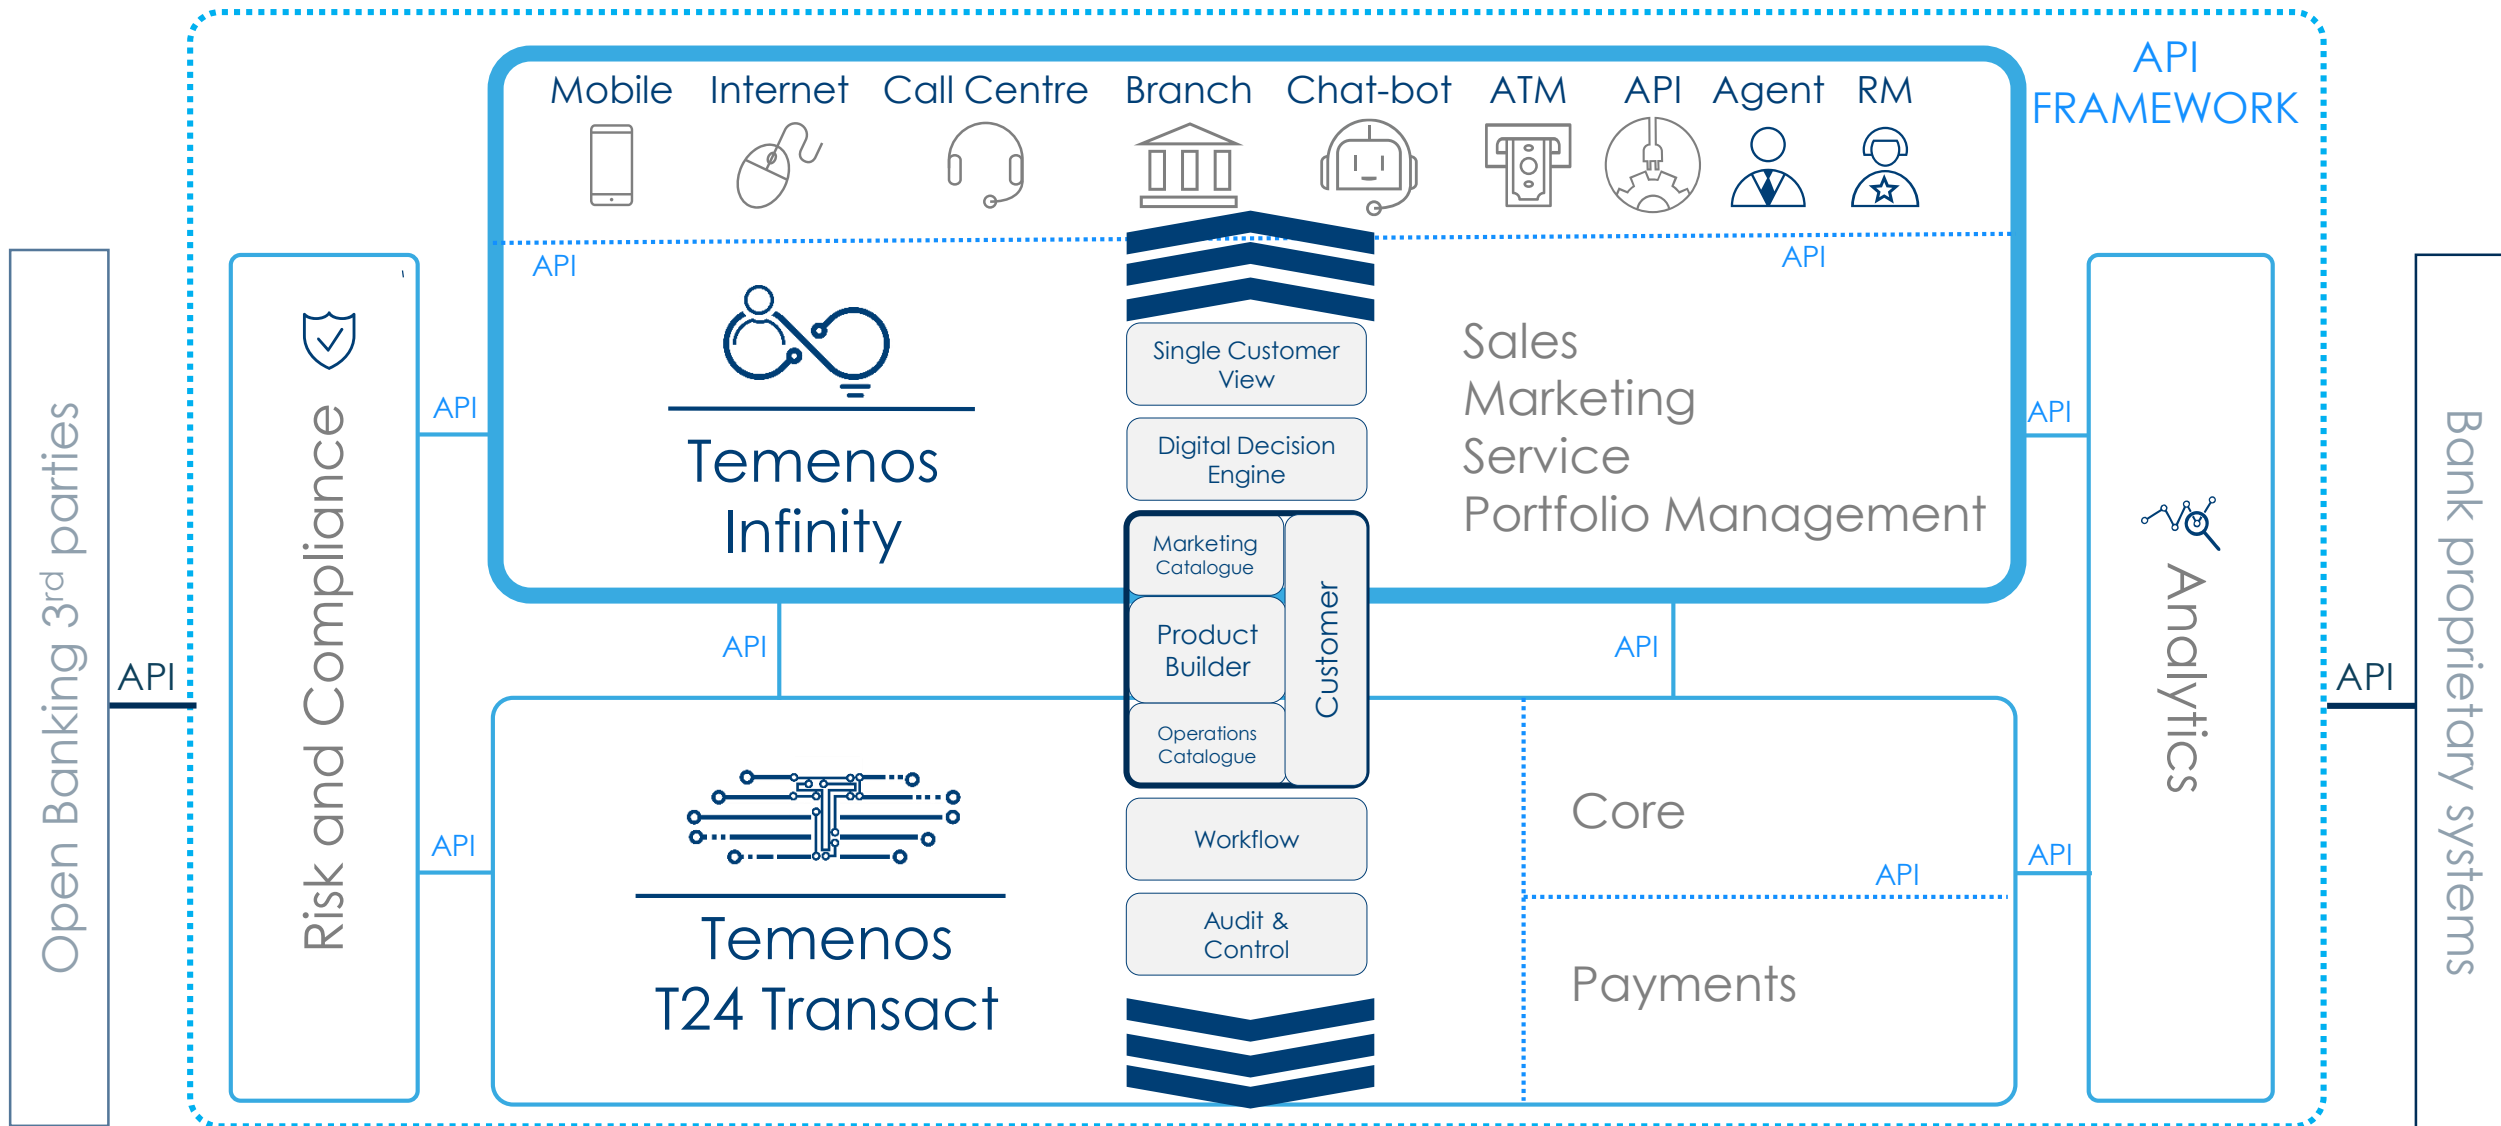 API
FRAMEWORK
Mobile
Internet
Call Centre
Branch
Chat-bot
ATM
API
Agent
RM
API
API
Open Banking 3rd parties
API
Risk and Compliance
API
API
Temenos
Infinity
Single Customer
View
Digital Decision
Engine
Sales
Marketing
Service
Portfolio Management
Marketing
Catalogue
Product
Builder
Operations
Catalogue
Customer
API
API
Temenos
T24 Transact
Workflow
Audit &
Control
Core
API
Payments
API
API
Analytics
API
Bank proprietary systems